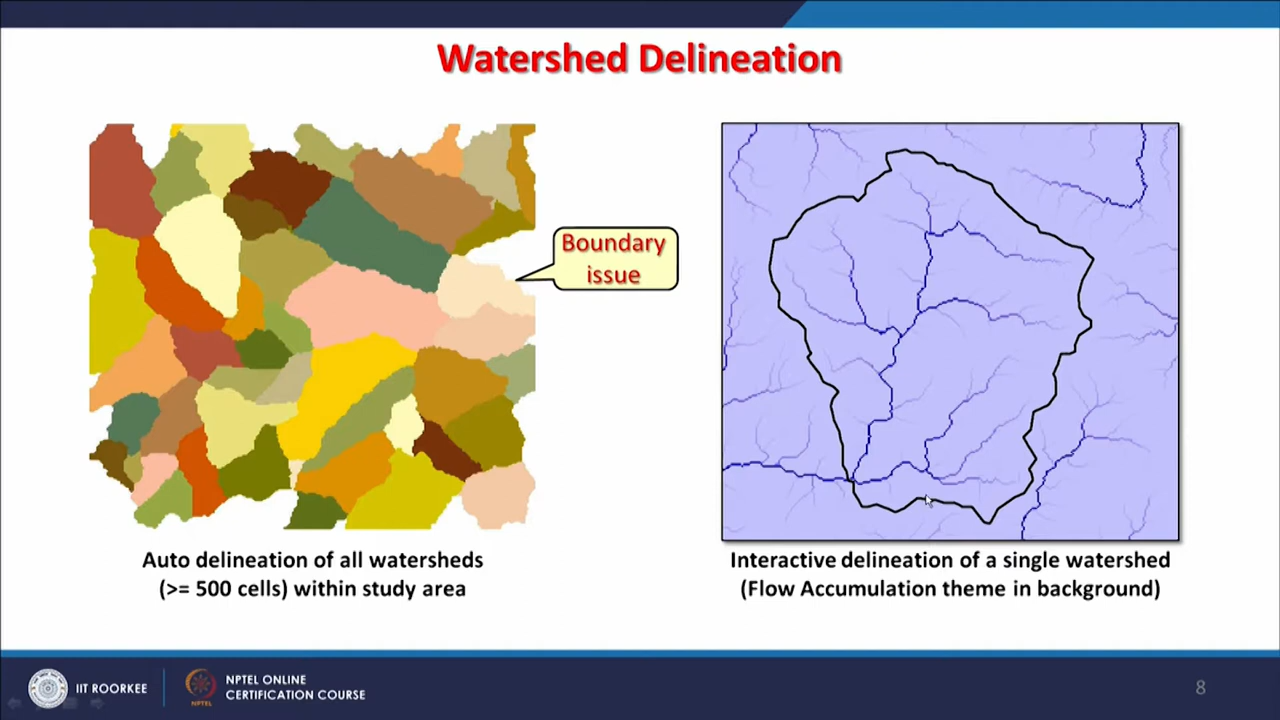 Watershed Delineation
Boundary
issue
Auto delineation of all watersheds
(>= 500 cells) within study area
Interactive delineation of a single watershed
(Flow Accumulation theme in background)
IIT ROORKEE
NPTEL
NPTEL ONLINE
CERTIFICATION COURSE
8